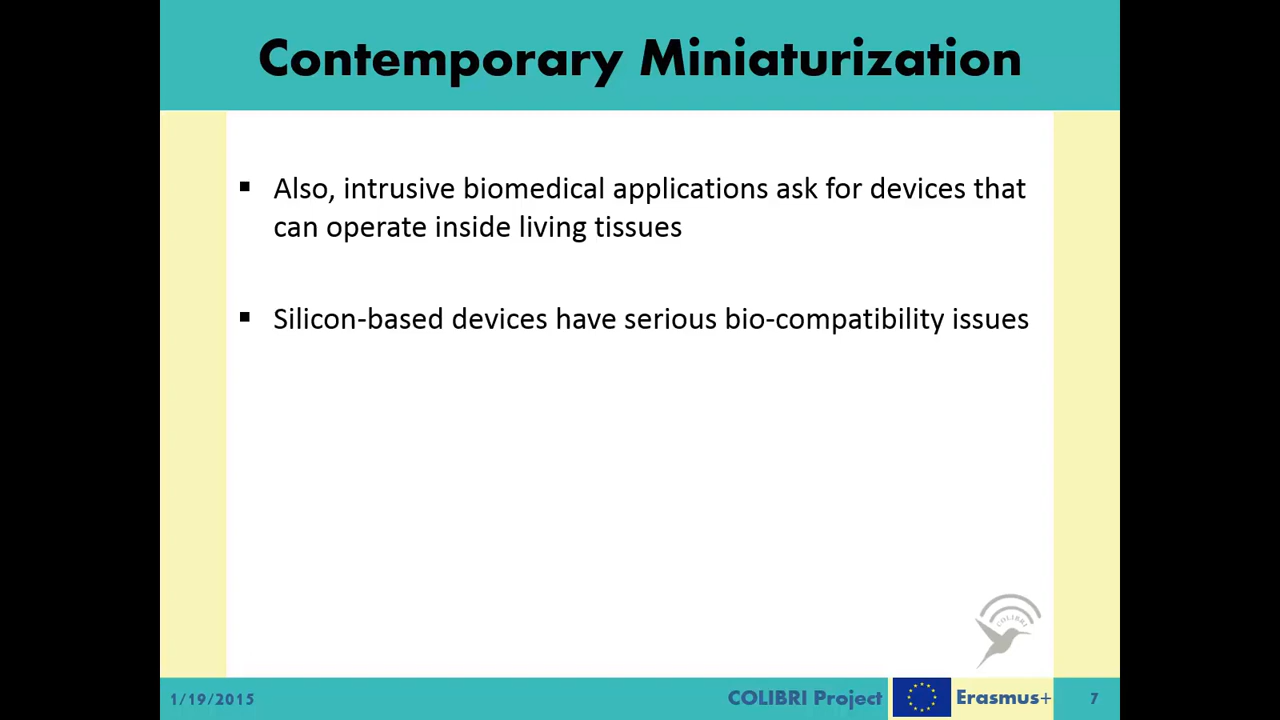 Contemporary Miniaturization
▪ Also, intrusive biomedical applications ask for devices that
can operate inside living tissues
▪ Silicon-based devices have serious bio-compatibility issues
COLIBRI
1/19/2015
COLIBRI Project
Erasmus+
7